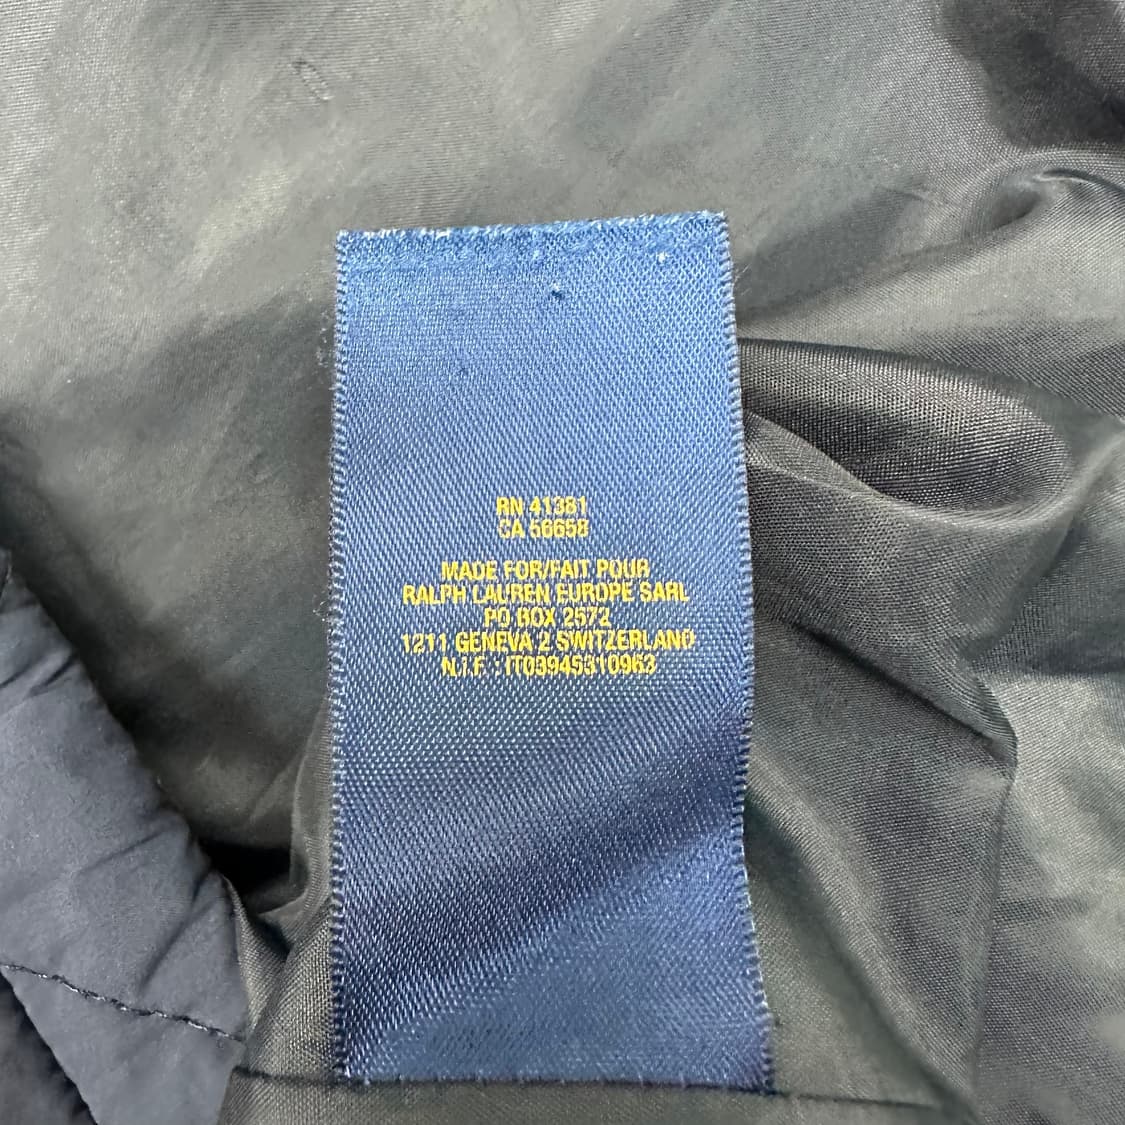 RN 41381
CA 56658
MADE FOR/FAIT POUR
RALPH LAUREN EUROPE SARL
PO BOX 2572
1211 GENEVA 2 SWITZERLAND
N.I.F : IT03945310963